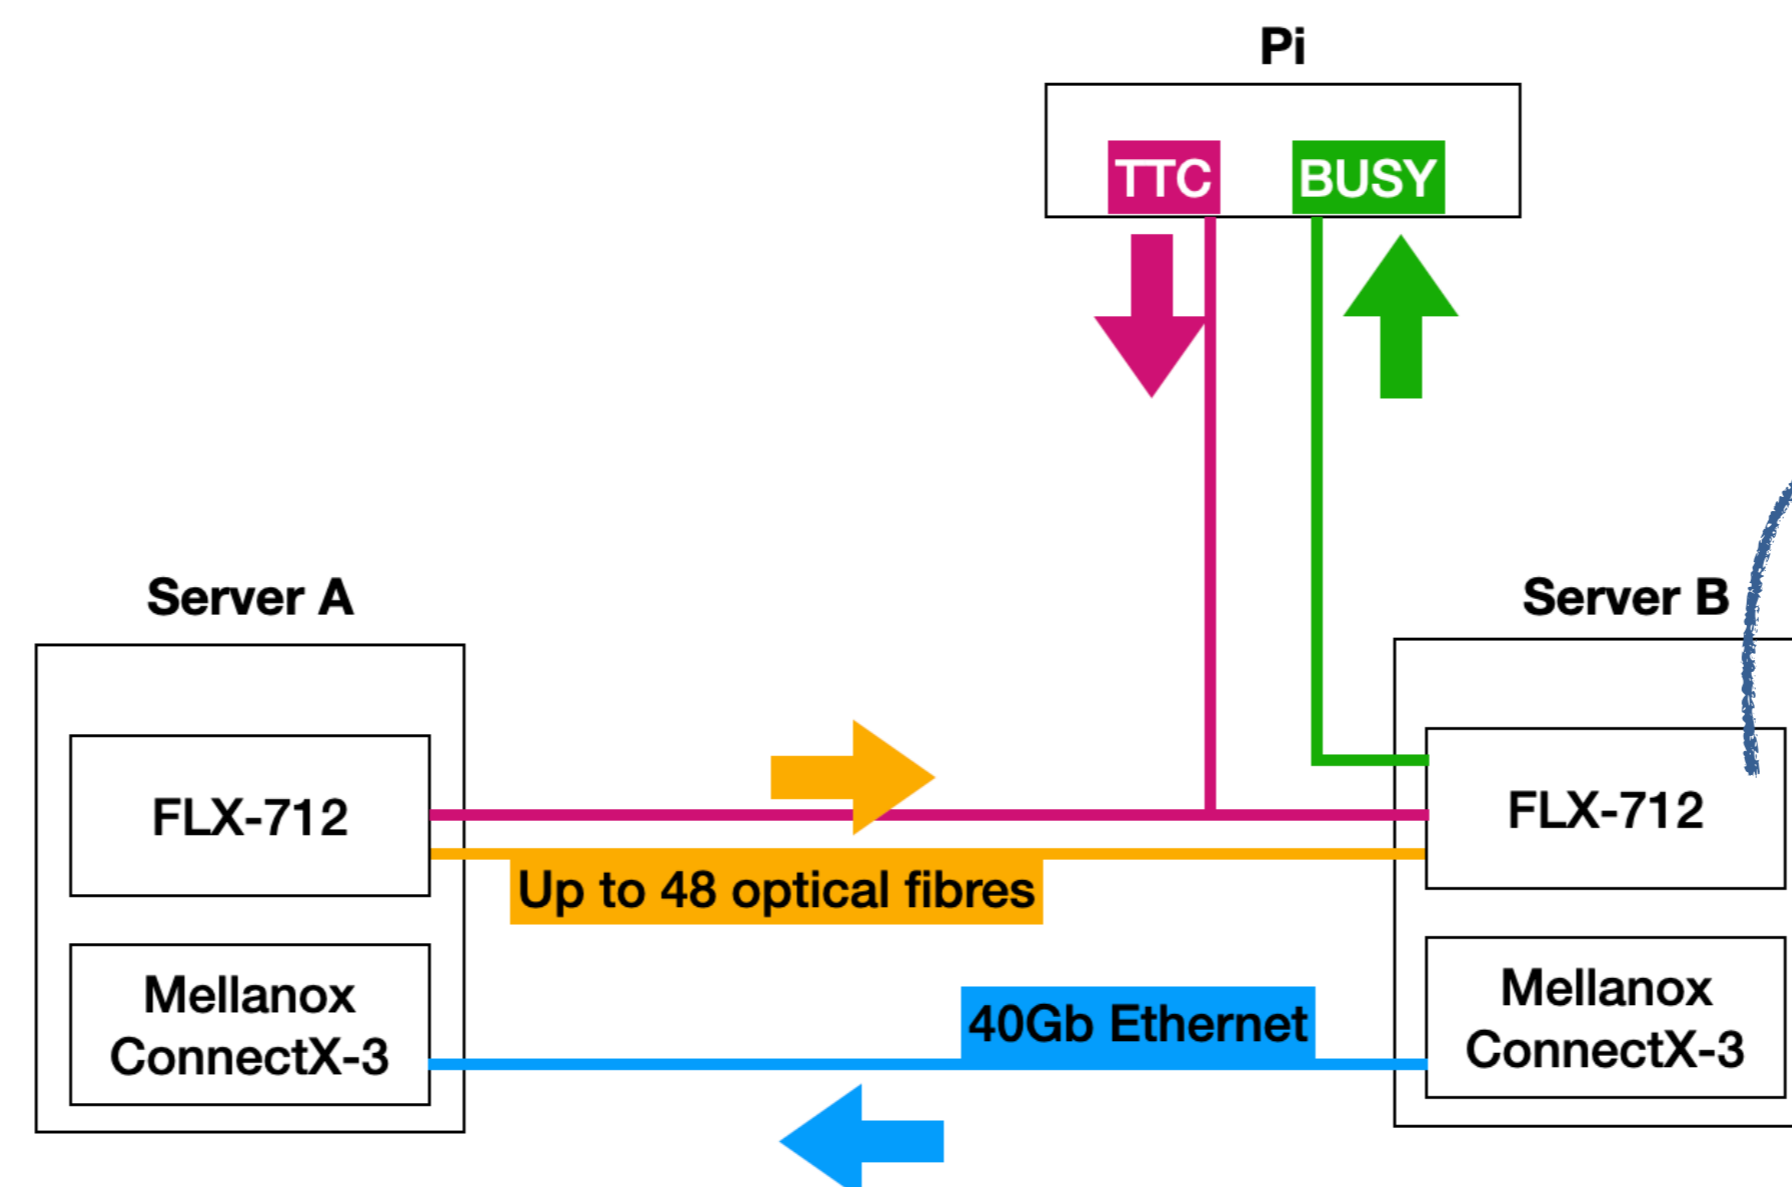 Pi
TTC
BUSY
Server A
Server B
FLX-712
FLX-712
Up to 48 optical fibres
Mellanox
ConnectX-3
40Gb Ethernet
Mellanox
ConnectX-3